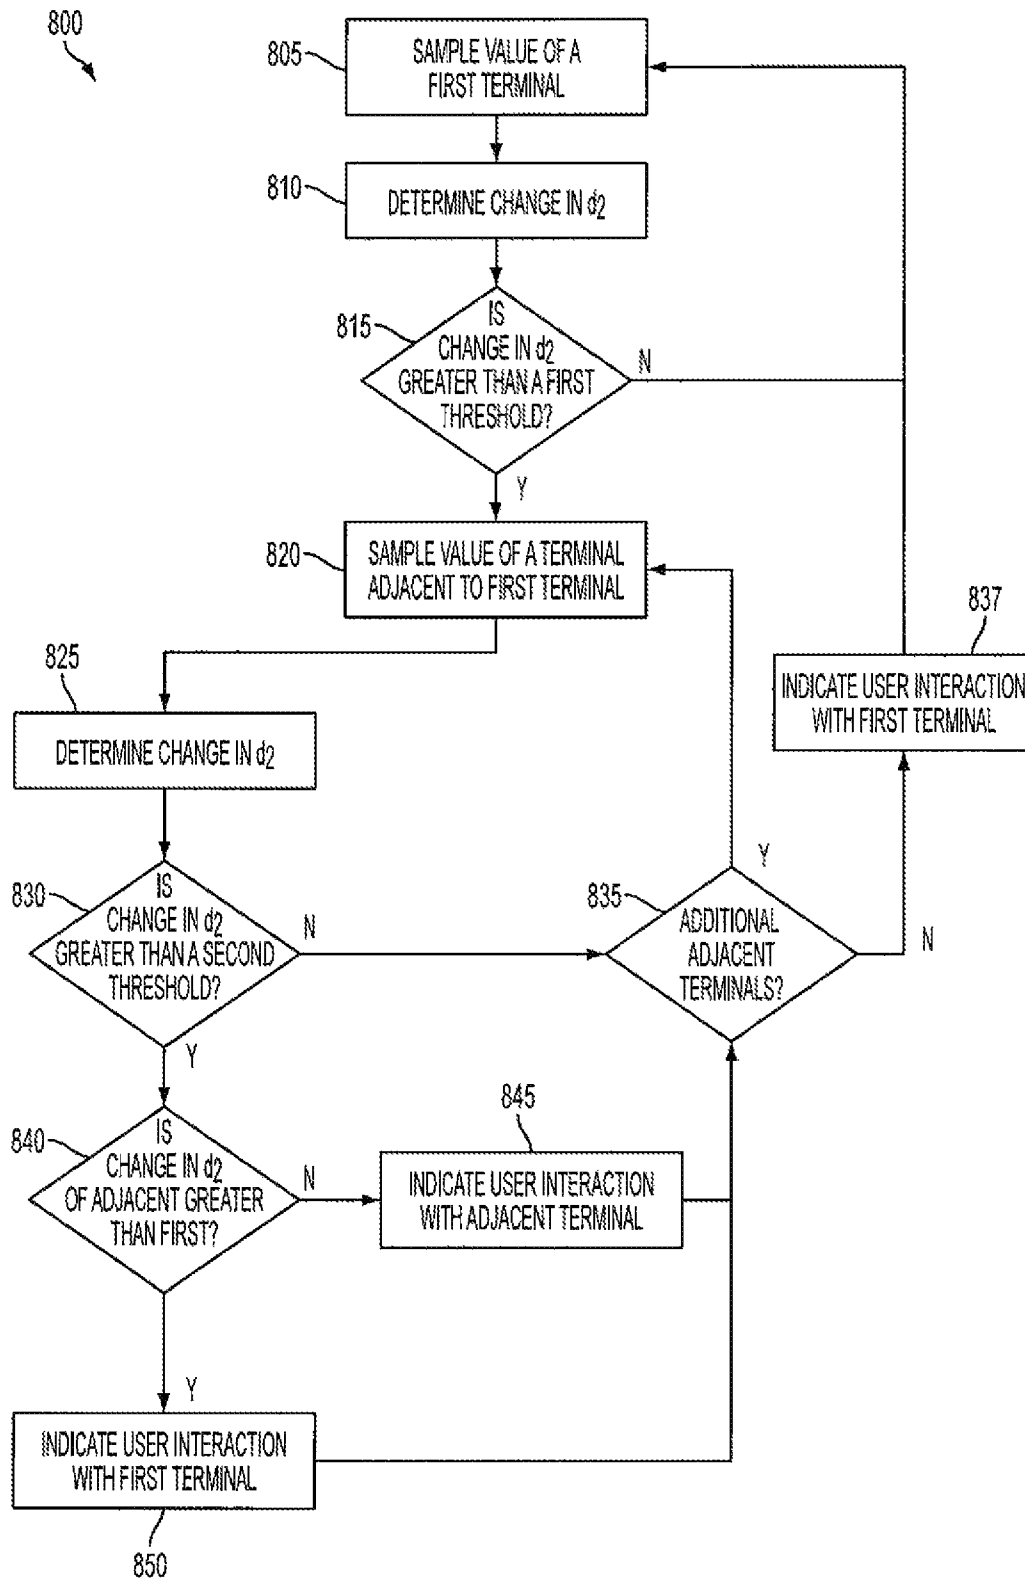 800
805
SAMPLE VALUE OF A
FIRST TERMINAL
810
DETERMINE CHANGE IN d2
815
IS
CHANGE IN d2
GREATER THAN A FIRST
THRESHOLD?
N
Y
820
SAMPLE VALUE OF A TERMINAL
ADJACENT TO FIRST TERMINAL
837
INDICATE USER INTERACTION
WITH FIRST TERMINAL
825
DETERMINE CHANGE IN d2
830
IS
CHANGE IN d2
GREATER THAN A SECOND
THRESHOLD?
N
Y
835
ADDITIONAL
ADJACENT
TERMINALS?
Y
N
840
IS
CHANGE IN d2
OF ADJACENT GREATER
THAN FIRST?
N
Y
845
INDICATE USER INTERACTION
WITH ADJACENT TERMINAL
INDICATE USER INTERACTION
WITH FIRST TERMINAL
850